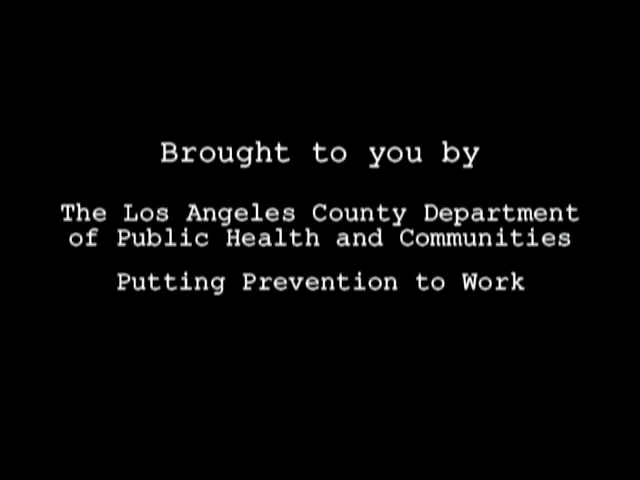 Brought to you by
The Los Angeles County Department
of Public Health and Communities
Putting Prevention to Work